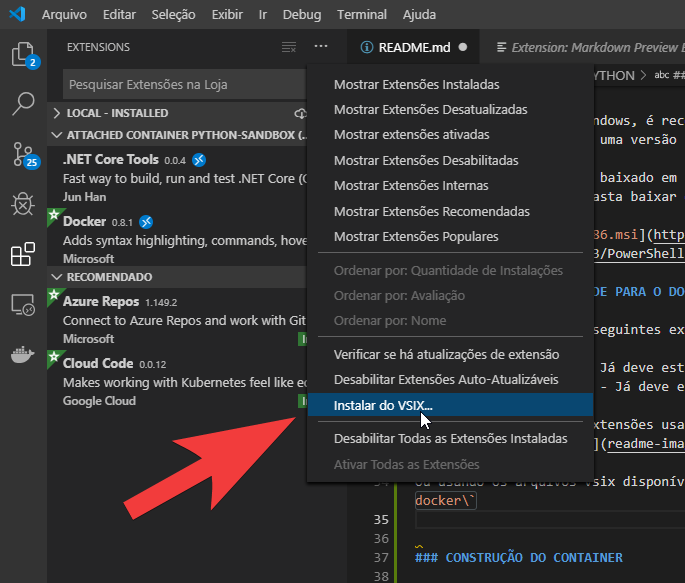 Arquivo Editar Seleção Exibir Ir Debug Terminal Ajuda
EXTENSIONS
README.md
Extension: Markdown Preview E
Pesquisar Extensões na Loja
LOCAL - INSTALLED
ATTACHED CONTAINER PYTHON-SANDBOX (...
.NET Core Tools 0.0.4
Fast way to build, run and test .NET Core (C
Jun Han
Docker 0.8.1
Adds syntax highlighting, commands, hove
Microsoft
RECOMENDADO
Azure Repos 1.149.2
Connect to Azure Repos and work with Git
Microsoft
Cloud Code 0.0.12
Makes working with Kubernetes feel like ec
Google Cloud
2
25
Mostrar Extensões Instaladas
Mostrar Extensões Desatualizadas
Mostrar extensões ativadas
Mostrar Extensões Desabilitadas
Mostrar Extensões Internas
Mostrar Extensões Recomendadas
Mostrar Extensões Populares
Ordenar por: Quantidade de Instalações
Ordenar por: Avaliação
Ordenar por: Nome
Verificar se há atualizações de extensão
Desabilitar Extensões Auto-Atualizáveis
Instalar do VSIX...
Desabilitar Todas as Extensões Instaladas
Ativar Todas as Extensões
YTHON > abc ##
ndows, é rec
uma versão
baixado em
asta baixar
86.msi](http
3/PowerShell
DE PARA O DO
seguintes ex
Já deve est
- Já deve e
xtensões usa
](readme-ima
ou usando os arquivos vsix disponív
docker\`
35
36
37 ### CONSTRUÇÃO DO CONTAINER
38